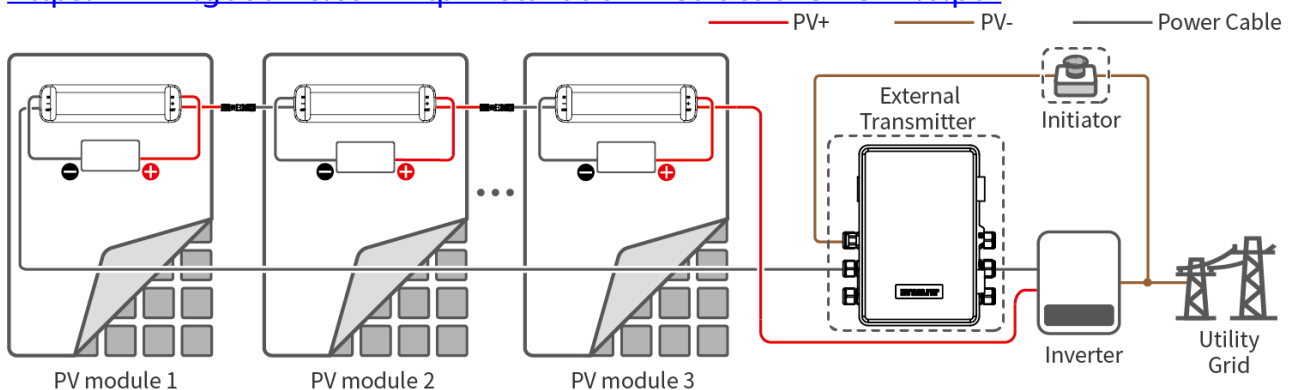 PV+
PV-
Power Cable
External
Transmitter
Initiator
Inverter
Utility
Grid
PV module 1
PV module 2
PV module 3